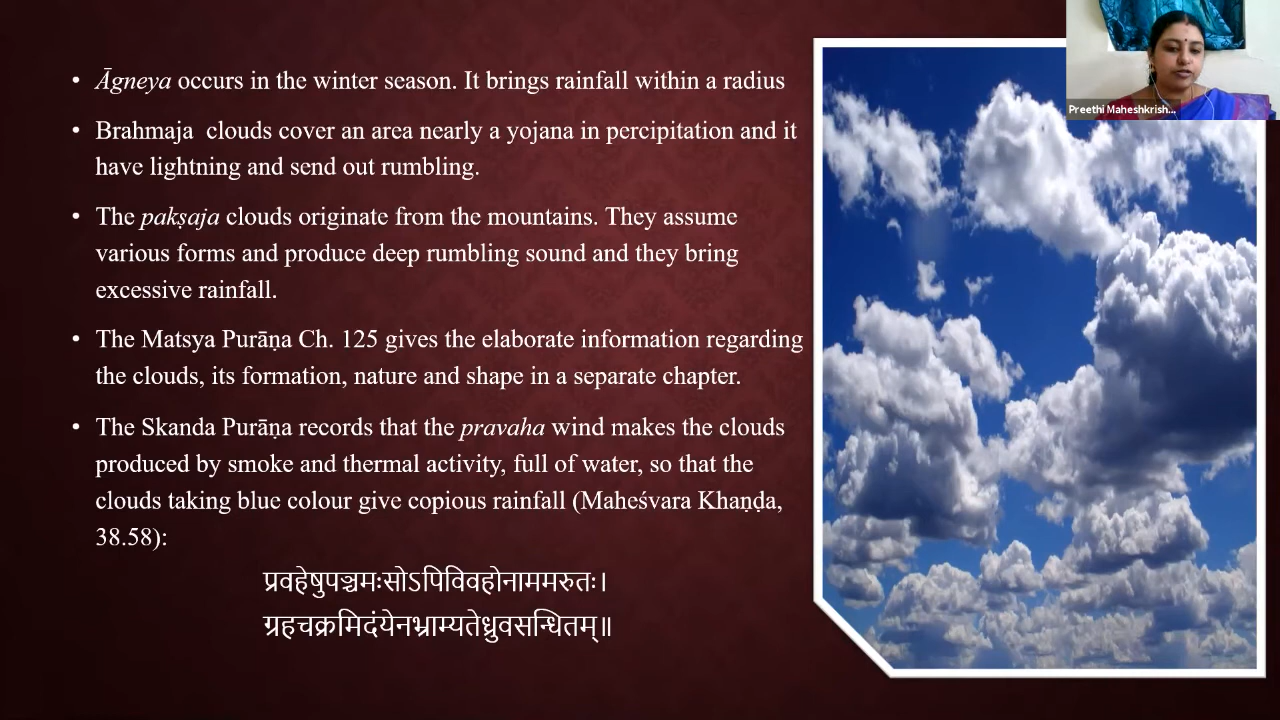 • Āgneya occurs in the winter season. It brings rainfall within a radius
• Brahmaja clouds cover an area nearly a yojana in percipitation and it
have lightning and send out rumbling.
• The pakṣaja clouds originate from the mountains. They assume
various forms and produce deep rumbling sound and they bring
excessive rainfall.
• The Matsya Purāṇa Ch. 125 gives the elaborate information regarding
the clouds, its formation, nature and shape in a separate chapter.
• The Skanda Purāṇa records that the pravaha wind makes the clouds
produced by smoke and thermal activity, full of water, so that the
clouds taking blue colour give copious rainfall (Maheśvara Khaṇḍa,
38.58):
प्रवहेषुपञ्चमःसोऽपिविवहोनाममरुतः।
ग्रहचक्रमिदंयेनभ्राम्यतेध्रुवसन्धितम्॥
Preethi Maheshkrish...